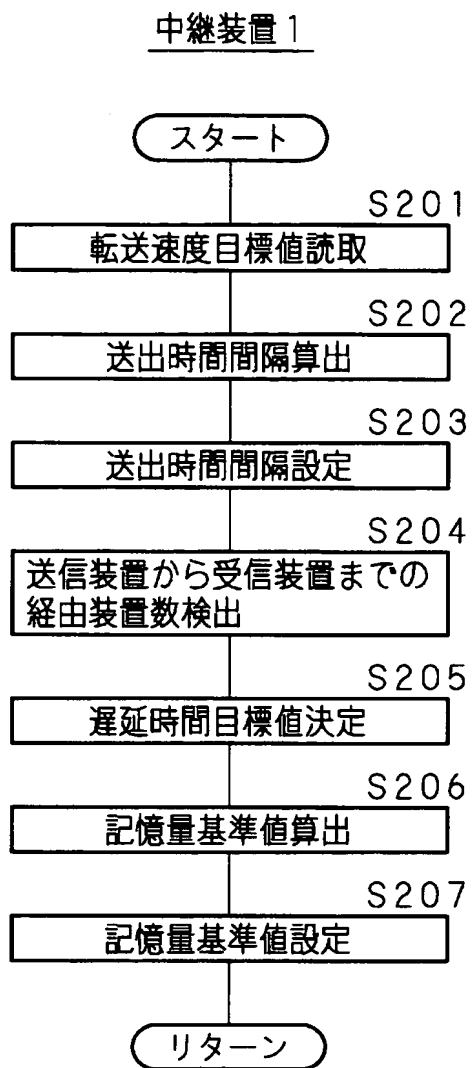 中継装置1
スタート
S201
転送速度目標値読取
S202
送出時間間隔算出
S203
送出時間間隔設定
S204
送信装置から受信装置までの
経由装置数検出
S205
遅延時間目標値決定
S206
記憶量基準値算出
S207
記憶量基準値設定
リターン